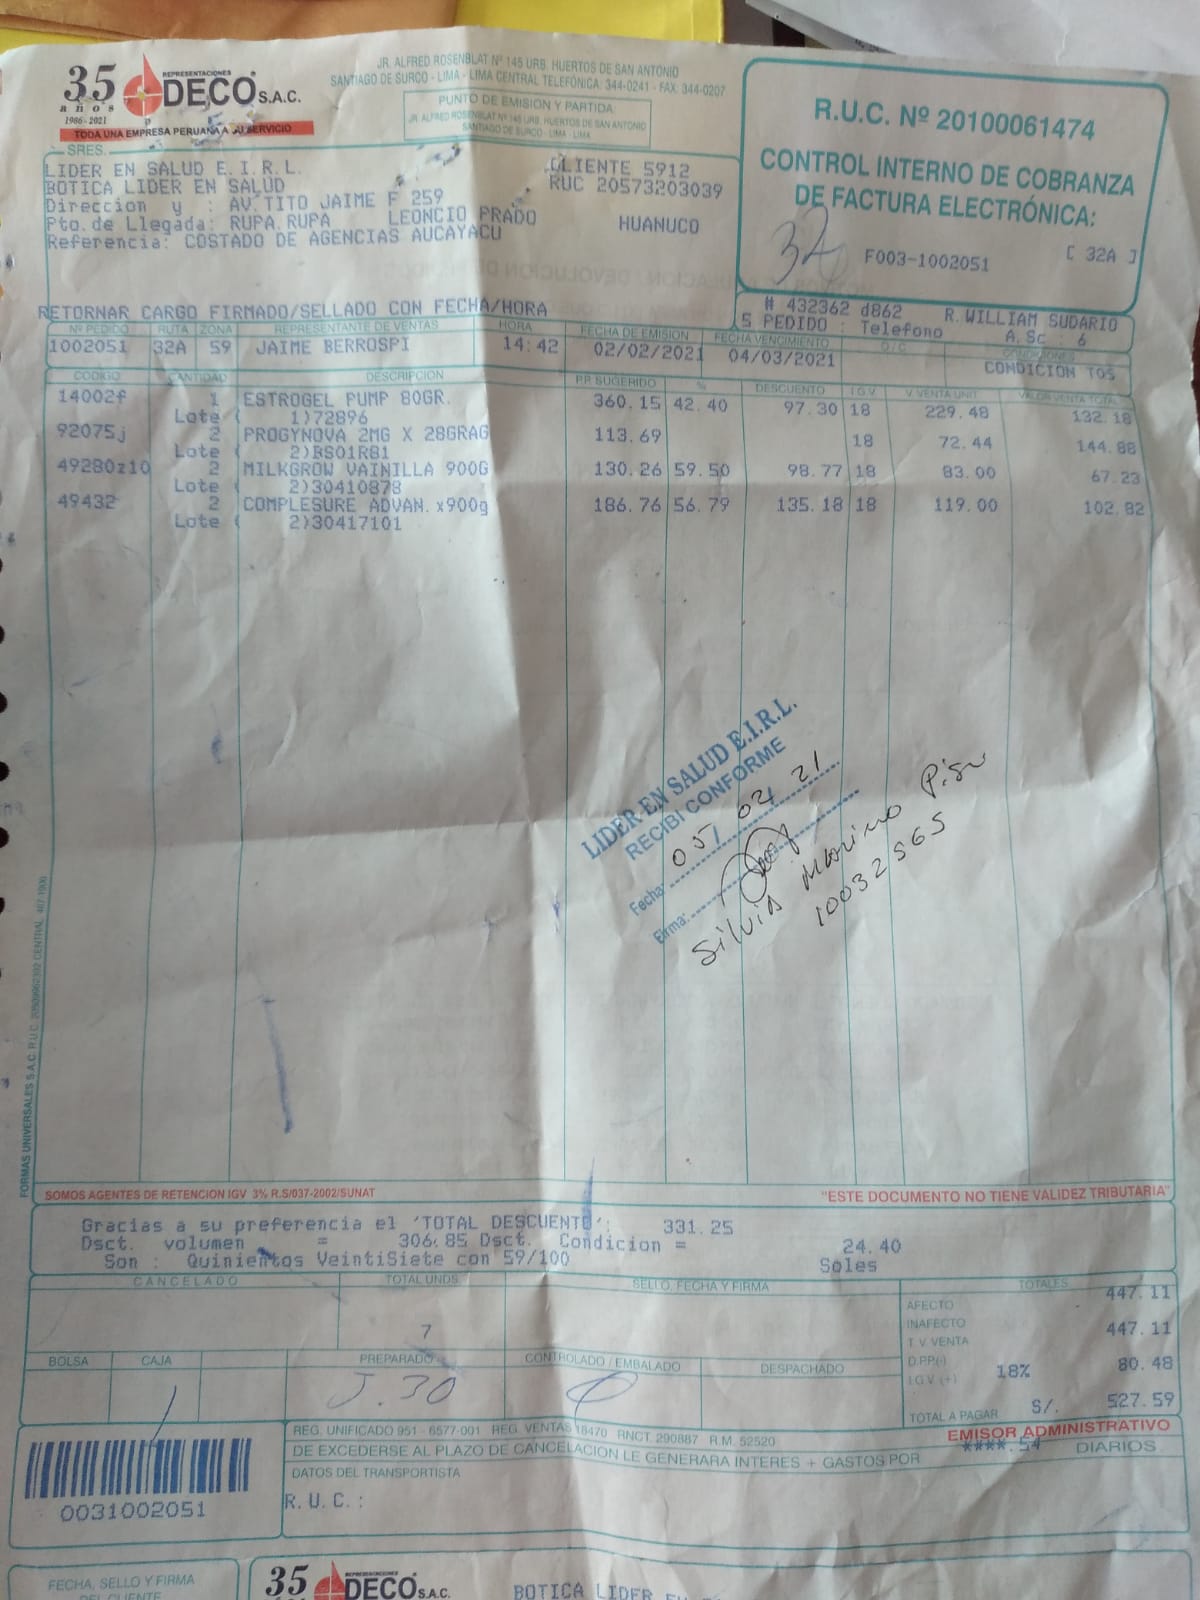 35 años
1986 - 2021
REPRESENTACIONES
DECO S.A.C.
TODA UNA EMPRESA PERUANA A SU SERVICIO
JR. ALFRED ROSENBLAT Nº 145 URB. HUERTOS DE SAN ANTONIO
SANTIAGO DE SURCO - LIMA - LIMA CENTRAL TELEFÓNICA: 344-0241 - FAX: 344-0207
PUNTO DE EMISION Y PARTIDA:
JR. ALFRED ROSENBLAT Nº 145 URB. HUERTOS DE SAN ANTONIO
SANTIAGO DE SURCO - LIMA - LIMA
R.U.C. Nº 20100061474
CONTROL INTERNO DE COBRANZA
DE FACTURA ELECTRÓNICA:
32A
F003-1002051 [ 32A ]
SRES.
LIDER EN SALUD E.I.R.L. CLIENTE 5912
BOTICA LIDER EN SALUD RUC 20573203039
Direccion y : AV. TITO JAIME F 259
Pto.de Llegada: RUPA RUPA LEONCIO PRADO HUANUCO
Referencia: COSTADO DE AGENCIAS AUCAYACU
RETORNAR CARGO FIRMADO/SELLADO CON FECHA/HORA
# 432362 d862 R.WILLIAM SUDARIO
5 PEDIDO : Telefono A.Sc : 6
Nº PEDIDO RUTA ZONA REPRESENTANTE DE VENTAS HORA FECHA DE EMISION FECHA VENCIMIENTO O / C CONDICIONES
1002051 32A 59 JAIME BERROSPI 14:42 02/02/2021 04/03/2021 CONDICION TOS
CODIGO CANTIDAD DESCRIPCION PR SUGERIDO % DESCUENTO I.G.V. V. VENTA UNIT. VALOR VENTA TOTAL
14002f 1 ESTROGEL PUMP 80GR. 360.15 42.40 97.30 18 229.48 132.18
Lote ( 1)72896
92075j 2 PROGYNOVA 2MG X 28GRAG 113.69 18 72.44 144.88
Lote ( 2)BS01R81
49280z10 2 MILKGROW VAINILLA 900G 130.26 59.50 98.77 18 83.00 67.23
Lote ( 2)30410878
49432 2 COMPLESURE ADVAN.x900g 186.76 56.79 135.18 18 119.00 102.82
Lote ( 2)30417101
LIDER EN SALUD E.I.R.L.
RECIBI CONFORME
Fecha: 05/ 02 21
Firma:
Silvia Marino
10032565
FORMAS UNIVERSALES S.A.C. R.U.C.
SOMOS AGENTES DE RETENCION IGV 3% R.S/037-2002/SUNAT
"ESTE DOCUMENTO NO TIENE VALIDEZ TRIBUTARIA"
Gracias a su preferencia el 'TOTAL DESCUENTO': 331.25
Dsct. volumen = 306.85 Dsct. Condicion = 24.40
Son : Quinientos VeintiSiete con 59/100 Soles
CANCELADO TOTAL UNDS. SELLO, FECHA Y FIRMA TOTALES
7
AFECTO 447.11
INAFECTO
T. V. VENTA 447.11
D.PP(-)
I.G.V (+) 18% 80.48
TOTAL A PAGAR S/. 527.59
BOLSA CAJA PREPARADO CONTROLADO / EMBALADO DESPACHADO
J.30
EMISOR ADMINISTRATIVO
REG. UNIFICADO 951 - 6577-001 REG. VENTAS 18470 RNCT. 290887 R.M. 52520
DE EXCEDERSE AL PLAZO DE CANCELACION LE GENERARA INTERES + GASTOS POR ****.54 DIARIOS
DATOS DEL TRANSPORTISTA
R.U.C.:
0031002051
FECHA, SELLO Y FIRMA
DEL CLIENTE
35
REPRESENTACIONES
DECO S.A.C.
BOTICA LIDER